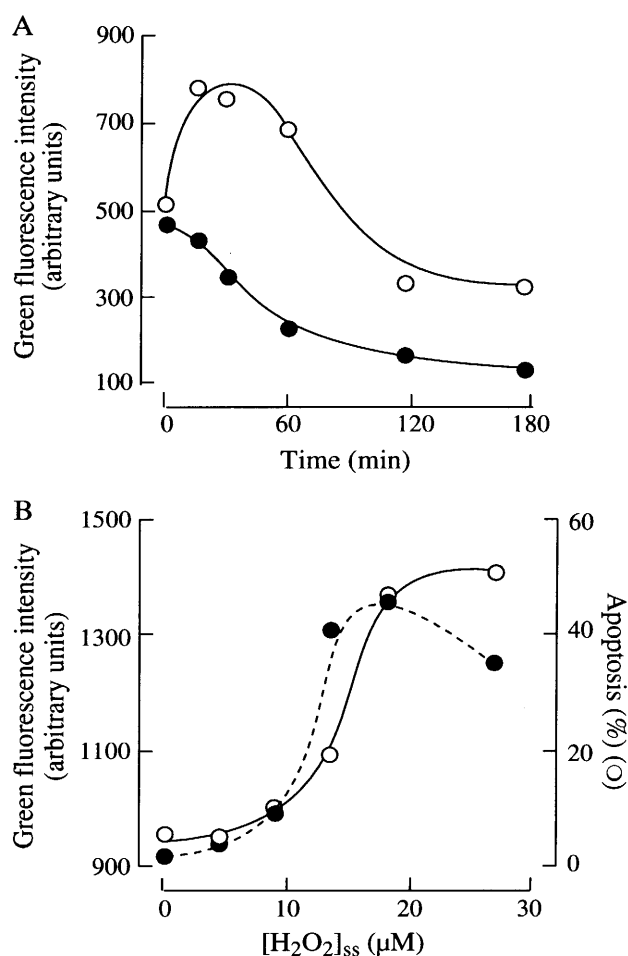 A
Green fluorescence intensity
(arbitrary units)
900
700
500
300
100
0 60 120 180
Time (min)
B
Green fluorescence intensity
(arbitrary units)
1500
1300
1100
900
60
40
20
0
Apoptosis (%) (○)
0 10 20 30
[H₂O₂]ss (µM)